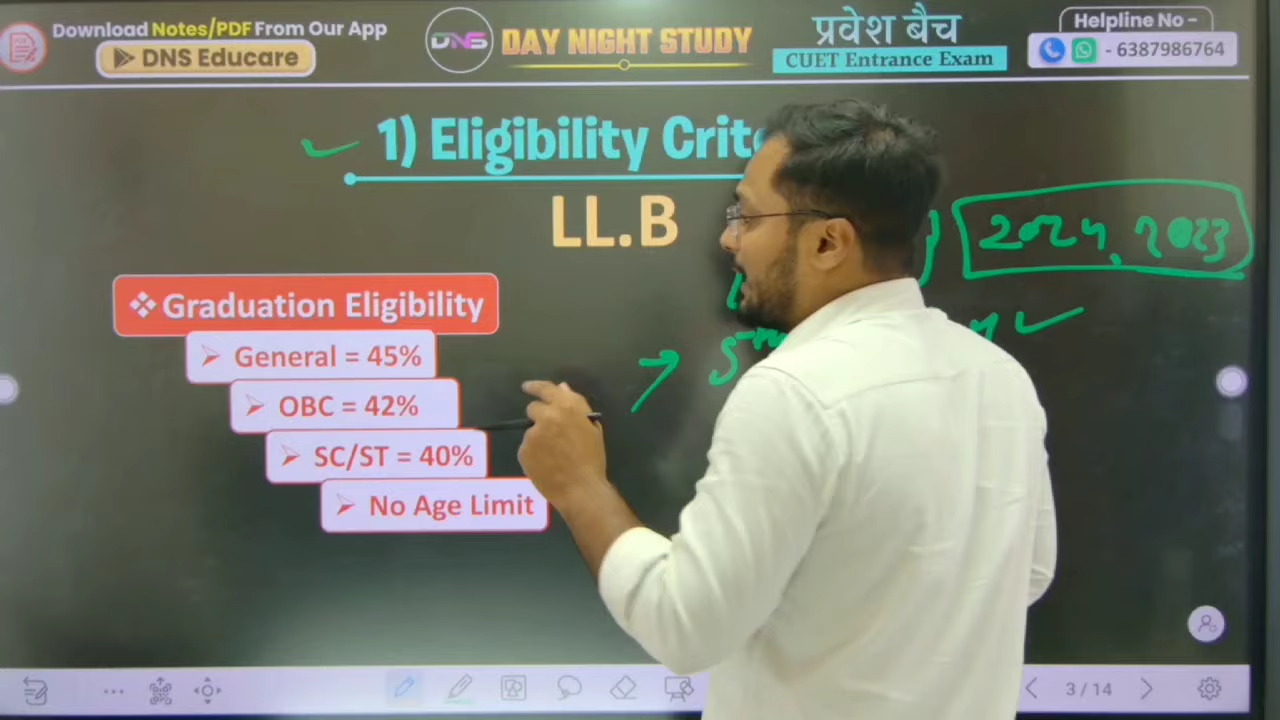 Download Notes/PDF From Our App
DNS Educare
DNS
DAY NIGHT STUDY
प्रवेश बैच
CUET Entrance Exam
Helpline No -
- 6387986764
1) Eligibility Crite
LL.B
2024, 2023
❖ Graduation Eligibility
➤ General = 45%
➤ OBC = 42%
➤ SC/ST = 40%
➤ No Age Limit
3 / 14